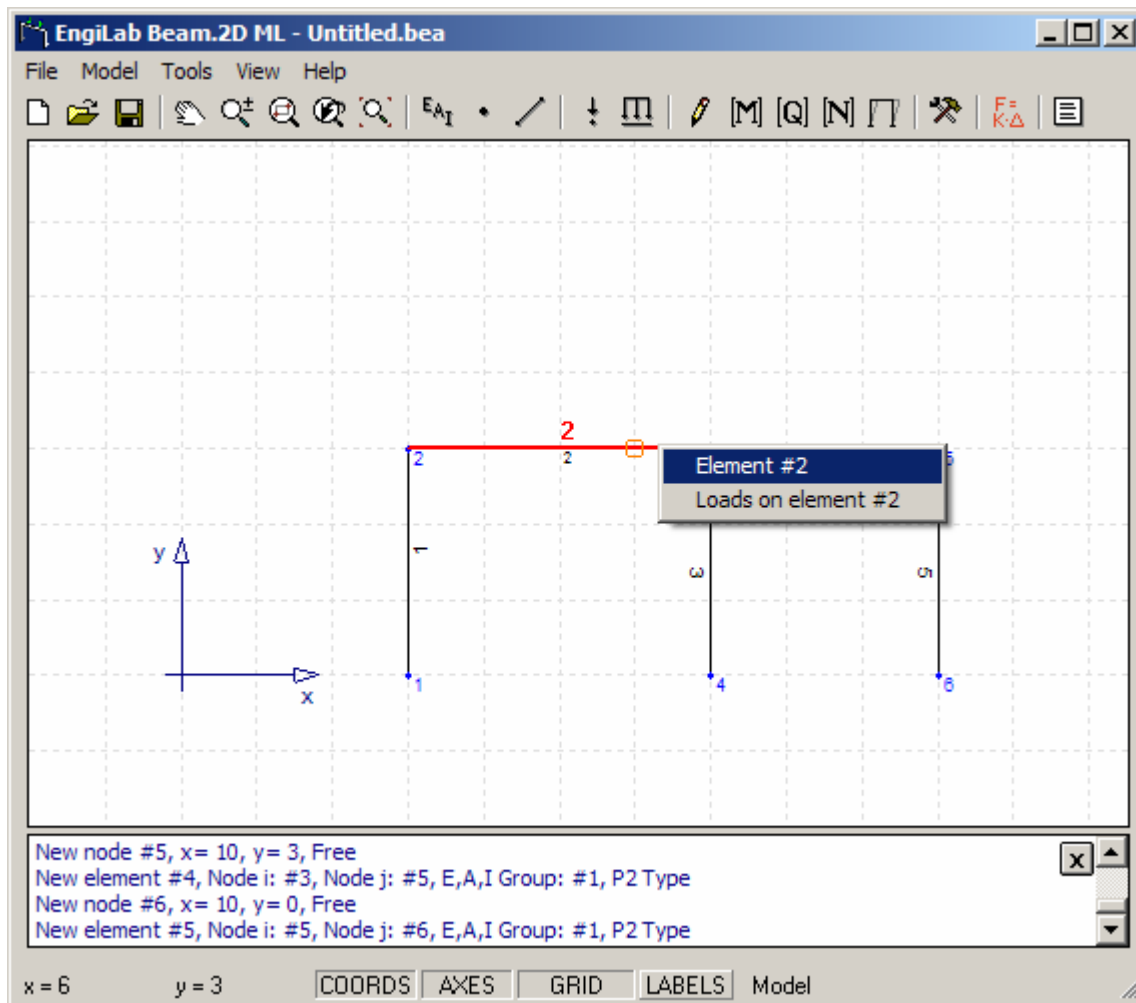 EngiLab Beam.2D ML - Untitled.bea
File Model Tools View Help
EAI [M] [Q] [N] F= K·Δ
2
2 2 5
Element #2
Loads on element #2
y 1 3 5
x 1 4 6
New node #5, x= 10, y= 3, Free
New element #4, Node i: #3, Node j: #5, E,A,I Group: #1, P2 Type
New node #6, x= 10, y= 0, Free
New element #5, Node i: #5, Node j: #6, E,A,I Group: #1, P2 Type
x
x = 6 y = 3 COORDS AXES GRID LABELS Model